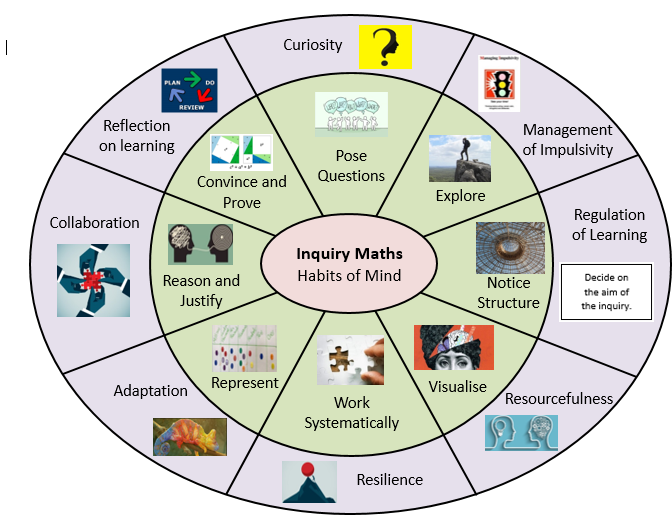 Curiosity
Managing Impulsivity
PLAN
DO
REVIEW
Reflection
on learning
Management
of Impulsivity
Pose
Questions
Convince and
Prove
Explore
Collaboration
Regulation
of Learning
Inquiry Maths
Habits of Mind
Reason and
Justify
Notice
Structure
Decide on
the aim of
the inquiry.
Represent
Visualise
Adaptation
Work
Systematically
Resourcefulness
Resilience